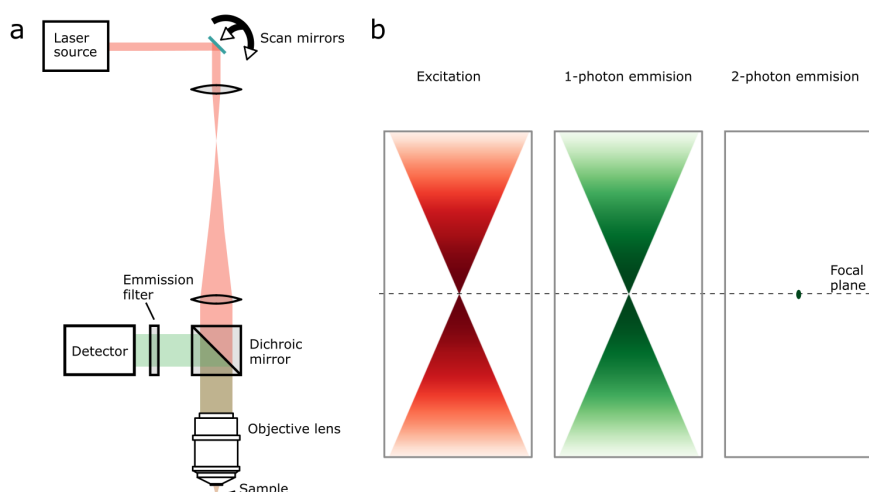 a
Laser
source
Scan mirrors
Emmission
filter
Detector
Dichroic
mirror
Objective lens
Sample
b
Excitation
1-photon emmision
2-photon emmision
Focal
plane